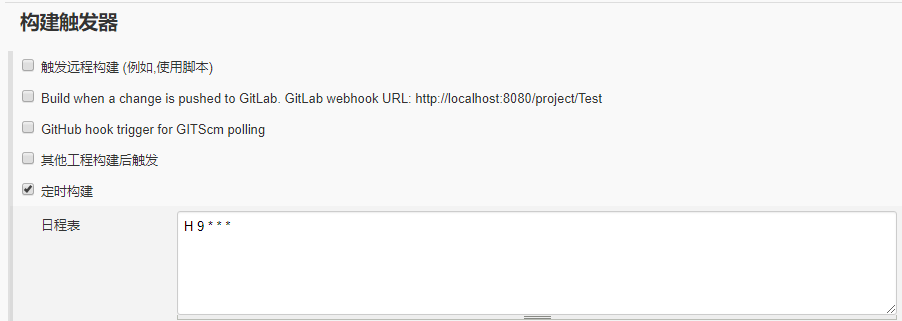 构建触发器
触发远程构建 (例如,使用脚本)
Build when a change is pushed to GitLab. GitLab webhook URL: http://localhost:8080/project/Test
GitHub hook trigger for GITScm polling
其他工程构建后触发
定时构建
日程表
H 9 * * *